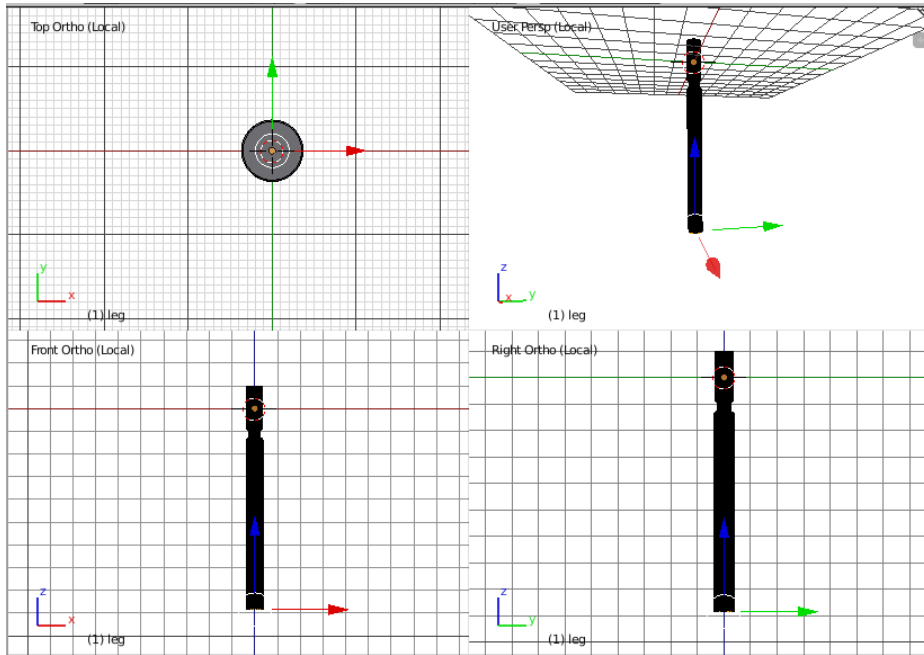 Top Ortho (Local)
y
x
(1) leg
User Persp (Local)
z
x
y
(1) leg
Front Ortho (Local)
z
x
(1) leg
Right Ortho (Local)
z
y
(1) leg